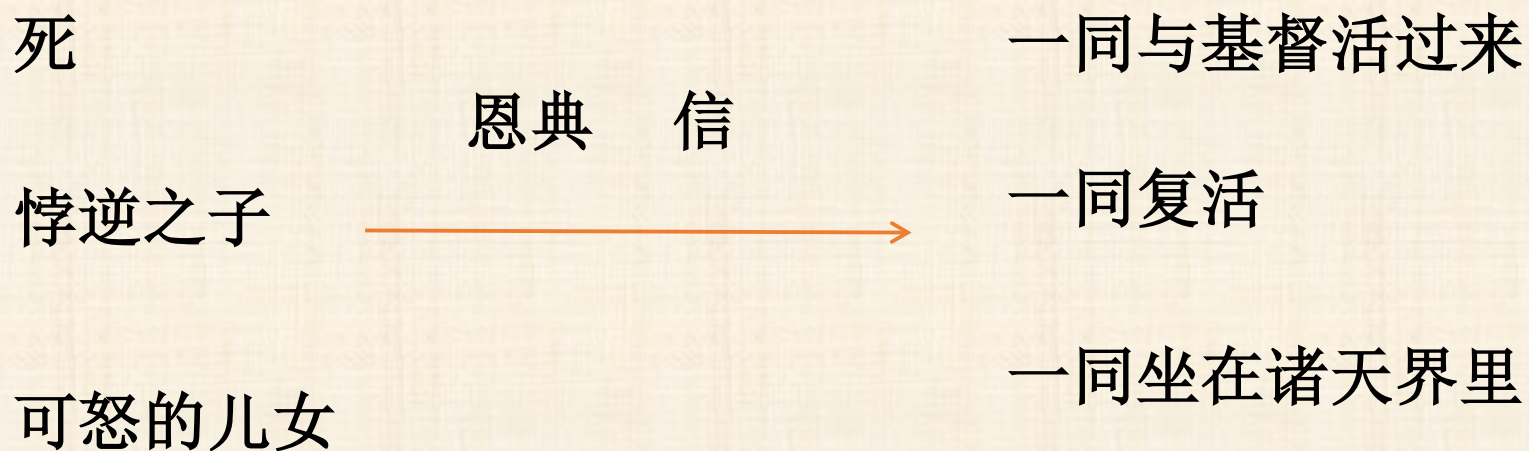 死
悖逆之子
可怒的儿女
恩典 信
一同与基督活过来
一同复活
一同坐在诸天界里